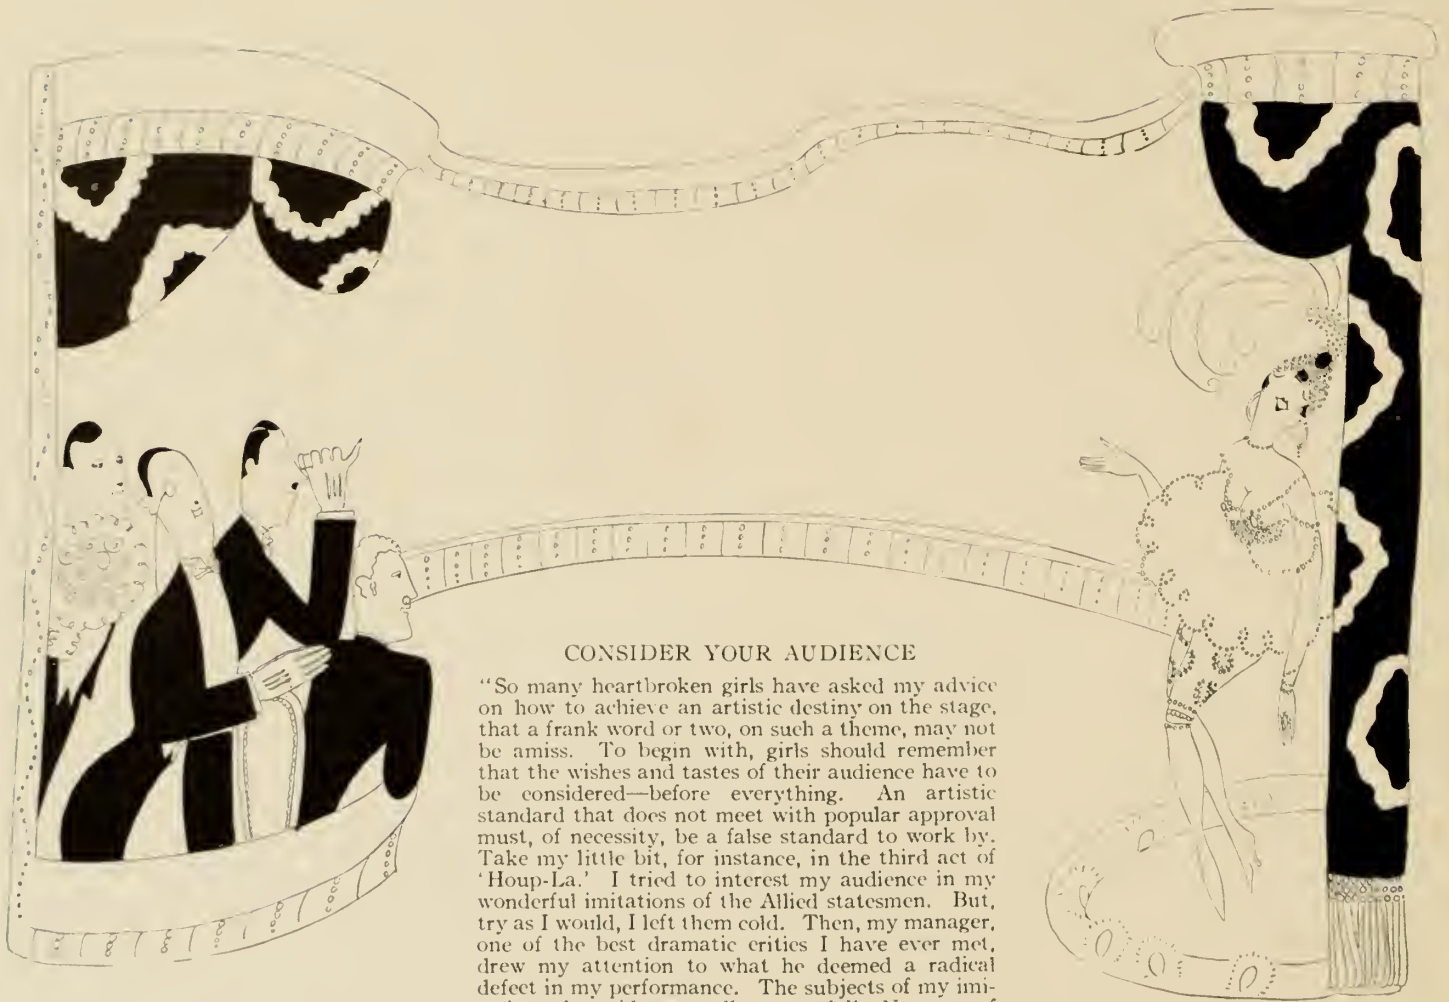 CONSIDER YOUR AUDIENCE
"So many heartbroken girls have asked my advice
on how to achieve an artistic destiny on the stage,
that a frank word or two, on such a theme, may not
be amiss. To begin with, girls should remember
that the wishes and tastes of their audience have to
be considered—before everything. An artistic
standard that does not meet with popular approval
must, of necessity, be a false standard to work by.
Take my little bit, for instance, in the third act of
'Houp-La.' I tried to interest my audience in my
wonderful imitations of the Allied statesmen. But,
try as I would, I left them cold. Then, my manager,
one of the best dramatic critics I have ever met,
drew my attention to what he deemed a radical
defect in my performance. The subjects of my imi-